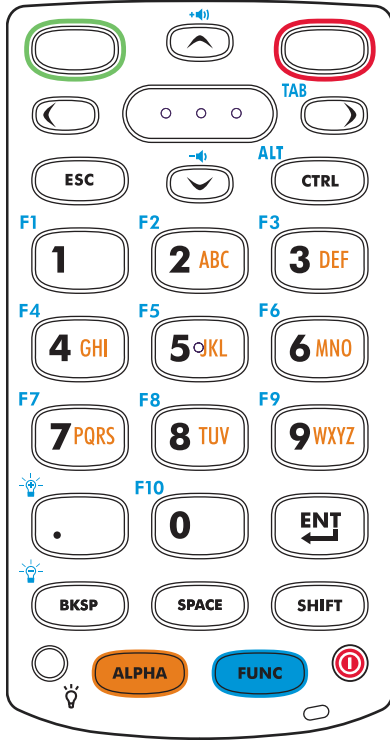 TAB
ALT
ESC
CTRL
F1 F2 F3
1 2 ABC 3 DEF
F4 F5 F6
4 GHI 5 JKL 6 MNO
F7 F8 F9
7 PQRS 8 TUV 9 WXYZ
F10
. 0 ENT
BKSP SPACE SHIFT
ALPHA FUNC